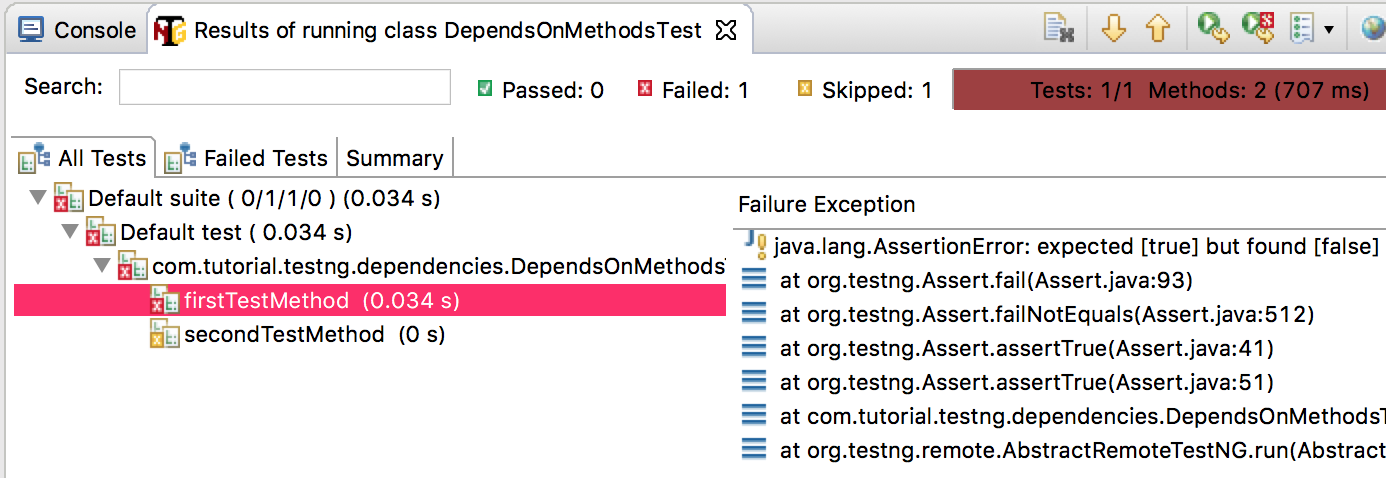 Console Results of running class DependsOnMethodsTest
Search: Passed: 0 Failed: 1 Skipped: 1 Tests: 1/1 Methods: 2 (707 ms)
All Tests Failed Tests Summary
Default suite ( 0/1/1/0 ) (0.034 s)
Default test ( 0.034 s)
com.tutorial.testng.dependencies.DependsOnMethods
firstTestMethod (0.034 s)
secondTestMethod (0 s)
Failure Exception
java.lang.AssertionError: expected [true] but found [false]
at org.testng.Assert.fail(Assert.java:93)
at org.testng.Assert.failNotEquals(Assert.java:512)
at org.testng.Assert.assertTrue(Assert.java:41)
at org.testng.Assert.assertTrue(Assert.java:51)
at com.tutorial.testng.dependencies.DependsOnMethodsT
at org.testng.remote.AbstractRemoteTestNG.run(Abstract